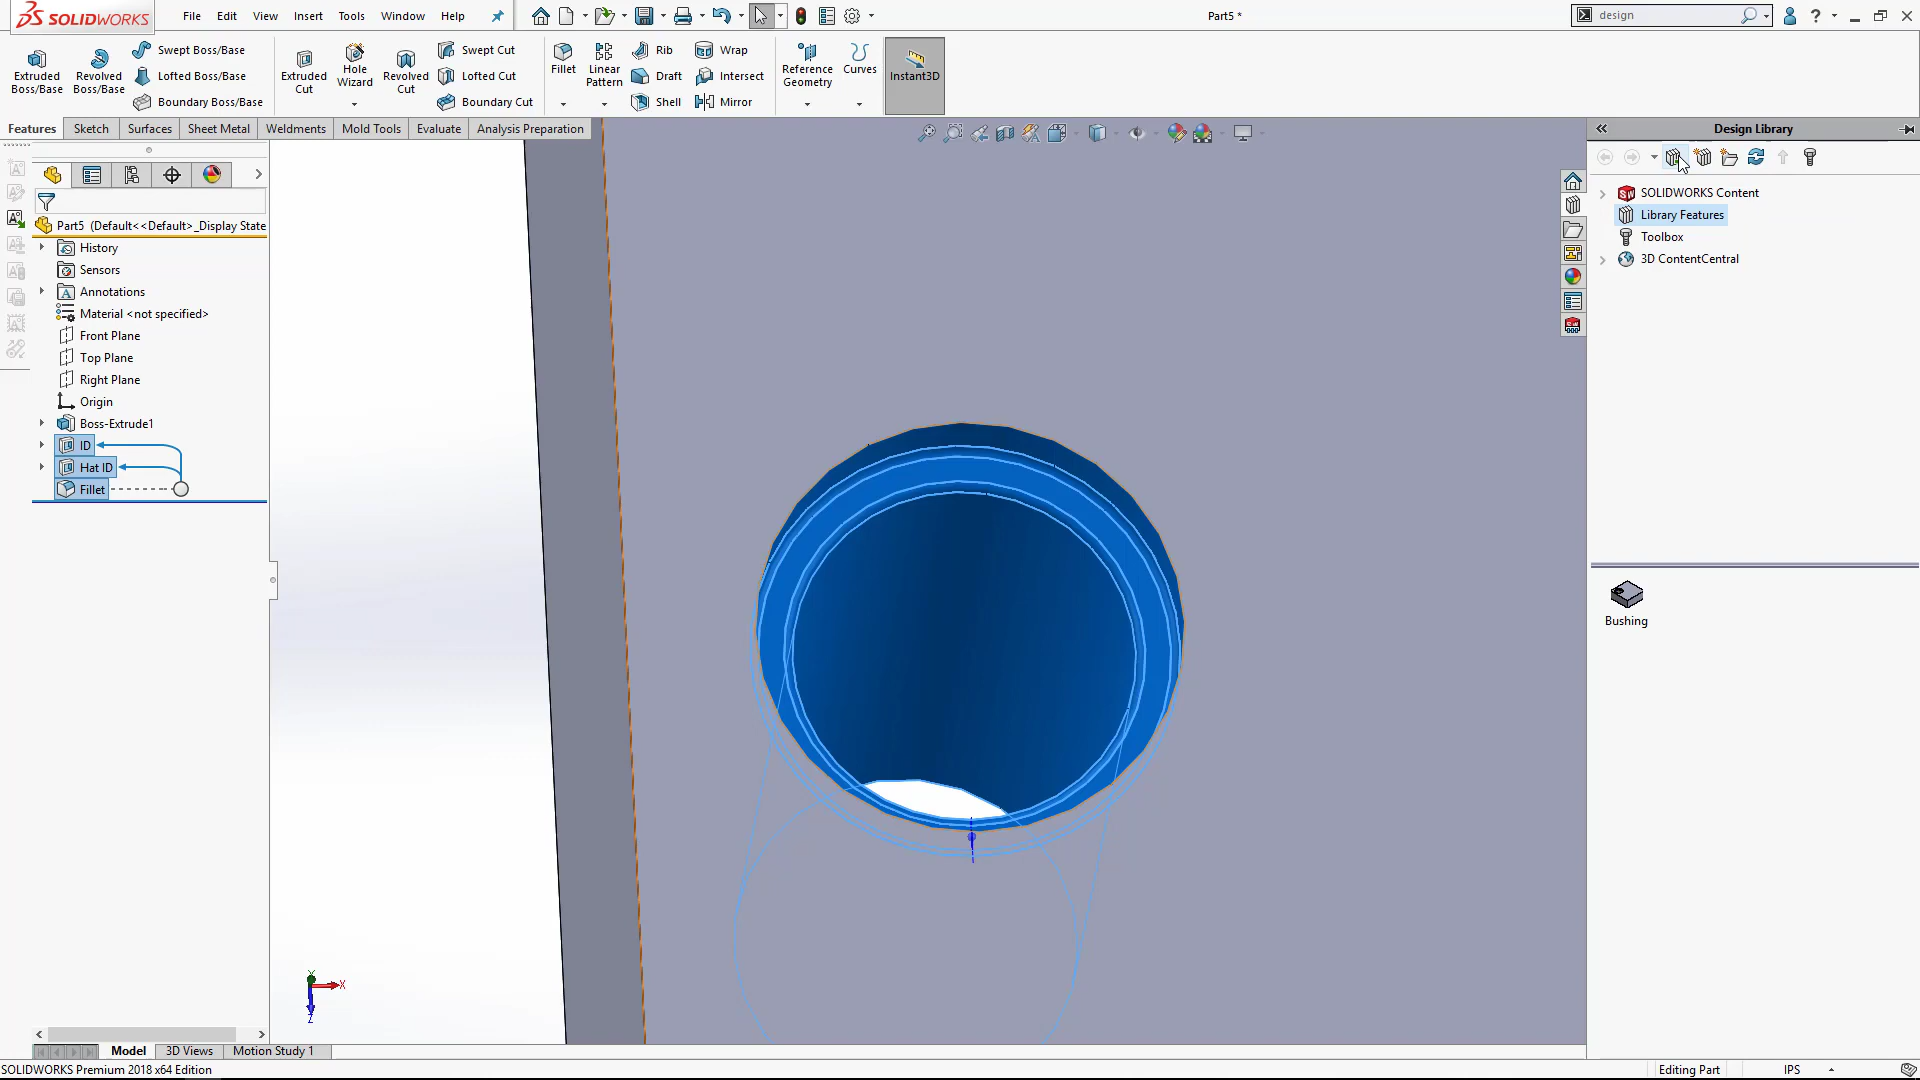 SOLIDWORKS File Edit View Insert Tools Window Help Part5 * design
Extruded Boss/Base
Revolved Boss/Base
Swept Boss/Base
Lofted Boss/Base
Boundary Boss/Base
Extruded Cut
Hole Wizard
Revolved Cut
Swept Cut
Lofted Cut
Boundary Cut
Fillet
Linear Pattern
Rib
Draft
Shell
Wrap
Intersect
Mirror
Reference Geometry
Curves
Instant3D
Features Sketch Surfaces Sheet Metal Weldments Mold Tools Evaluate Analysis Preparation
Part5 (Default<<Default>_Display State
History
Sensors
Annotations
Material <not specified>
Front Plane
Top Plane
Right Plane
Origin
Boss-Extrude1
ID
Hat ID
Fillet
Y
X
Z
Design Library
SOLIDWORKS Content
Library Features
Toolbox
3D ContentCentral
Bushing
Model 3D Views Motion Study 1
SOLIDWORKS Premium 2018 x64 Edition Editing Part IPS